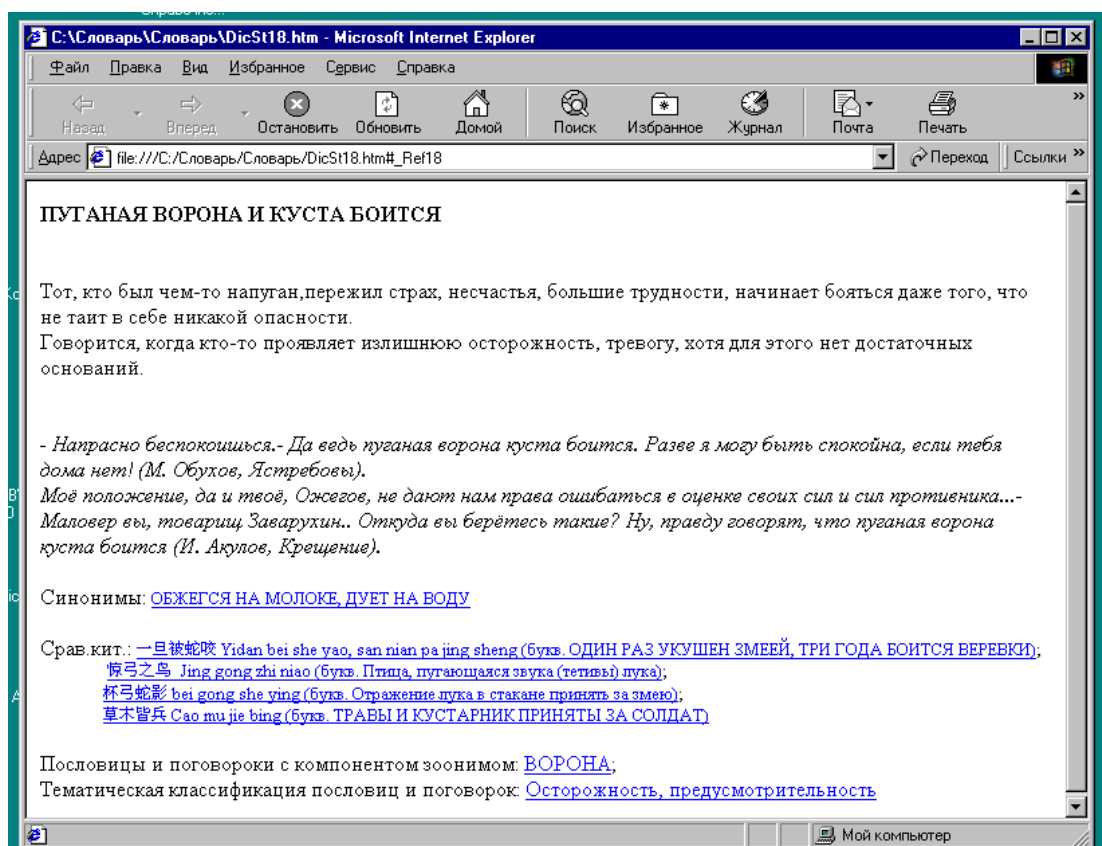 C:\Словарь\Словарь\DicSt18.htm - Microsoft Internet Explorer
Файл Правка Вид Избранное Сервис Справка
Назад Вперед Остановить Обновить Домой Поиск Избранное Журнал Почта Печать »
Адрес file:///C:/Словарь/Словарь/DicSt18.htm#_Ref18 Переход Ссылки »
ПУГАНАЯ ВОРОНА И КУСТА БОИТСЯ
Тот, кто был чем-то напуган,пережил страх, несчастья, большие трудности, начинает бояться даже того, что
не таит в себе никакой опасности.
Говорится, когда кто-то проявляет излишнюю осторожность, тревогу, хотя для этого нет достаточных
оснований.
- Напрасно беспокоишься.- Да ведь пуганая ворона куста боится. Разве я могу быть спокойна, если тебя
дома нет! (М. Обухов, Ястребовы).
Моё положение, да и твоё, Ожегов, не дают нам права ошибаться в оценке своих сил и сил противника...-
Маловер вы, товарищ Заварухин.. Откуда вы берётесь такие? Ну, правду говорят, что пуганая ворона
куста боится (И. Акулов, Крещение).
Синонимы: ОБЖЕГСЯ НА МОЛОКЕ, ДУЕТ НА ВОДУ
Срав.кит.: 一旦被蛇咬 Yidan bei she yao, san nian pa jing sheng (букв. ОДИН РАЗ УКУШЕН ЗМЕЕЙ, ТРИ ГОДА БОИТСЯ ВЕРЕВКИ);
惊弓之鸟 Jing gong zhi niao (букв. Птица, пугающаяся звука (тетивы) лука);
杯弓蛇影 bei gong she ying (букв. Отражение лука в стакане принять за змею);
草木皆兵 Cao mu jie bing (букв. ТРАВЫ И КУСТАРНИК ПРИНЯТЫ ЗА СОЛДАТ)
Пословицы и поговороки с компонентом зоонимом: ВОРОНА;
Тематическая классификация пословиц и поговорок: Осторожность, предусмотрительность
Мой компьютер